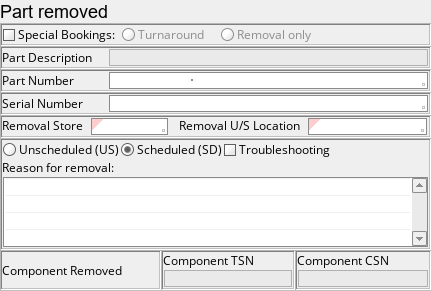 Part removed
Special Bookings: Turnaround Removal only
Part Description
Part Number
Serial Number
Removal Store Removal U/S Location
Unscheduled (US) Scheduled (SD) Troubleshooting
Reason for removal:
Component Removed Component TSN Component CSN